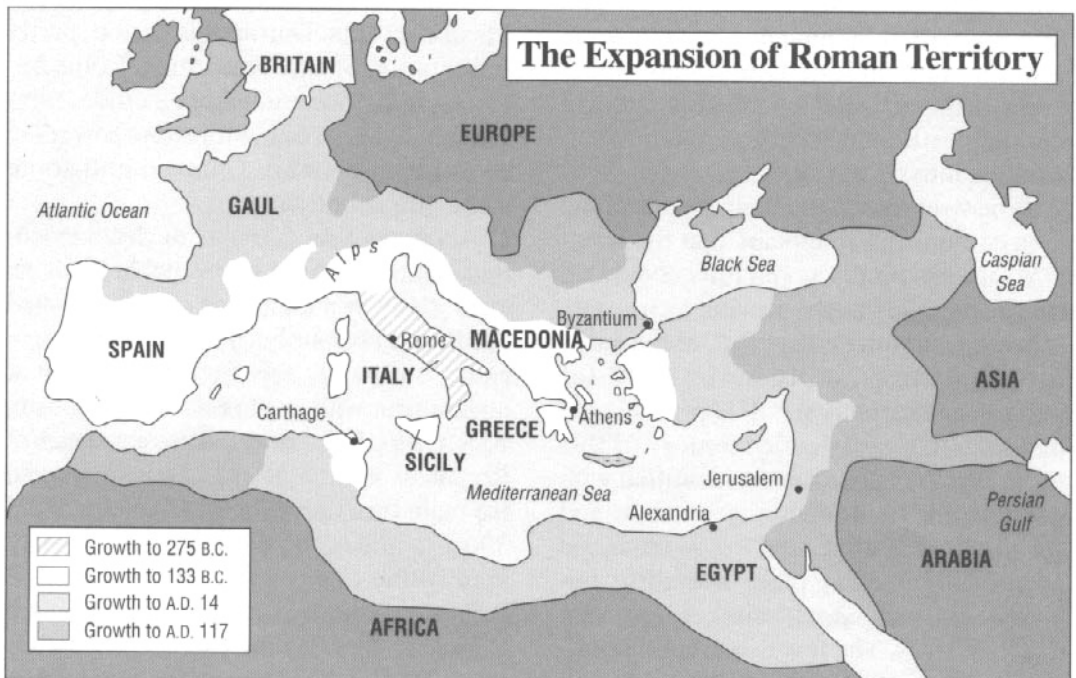 The Expansion of Roman Territory
BRITAIN
EUROPE
Atlantic Ocean
GAUL
Alps
Black Sea
Caspian
Sea
Byzantium
SPAIN
Rome
MACEDONIA
ITALY
ASIA
Carthage
GREECE
Athens
SICILY
Jerusalem
Mediterranean Sea
Alexandria
Persian
Gulf
EGYPT
ARABIA
AFRICA
Growth to 275 B.C.
Growth to 133 B.C.
Growth to A.D. 14
Growth to A.D. 117